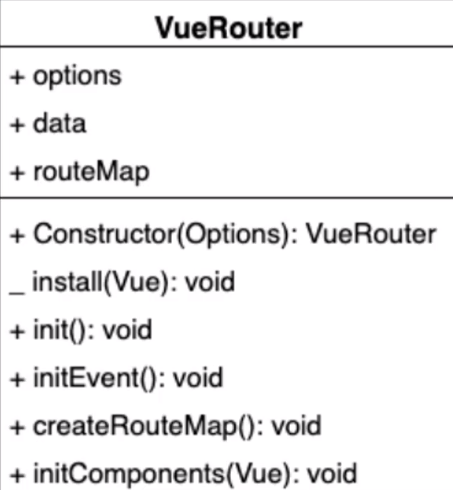 VueRouter
+ options
+ data
+ routeMap
+ Constructor(Options): VueRouter
_ install(Vue): void
+ init(): void
+ initEvent(): void
+ createRouteMap(): void
+ initComponents(Vue): void